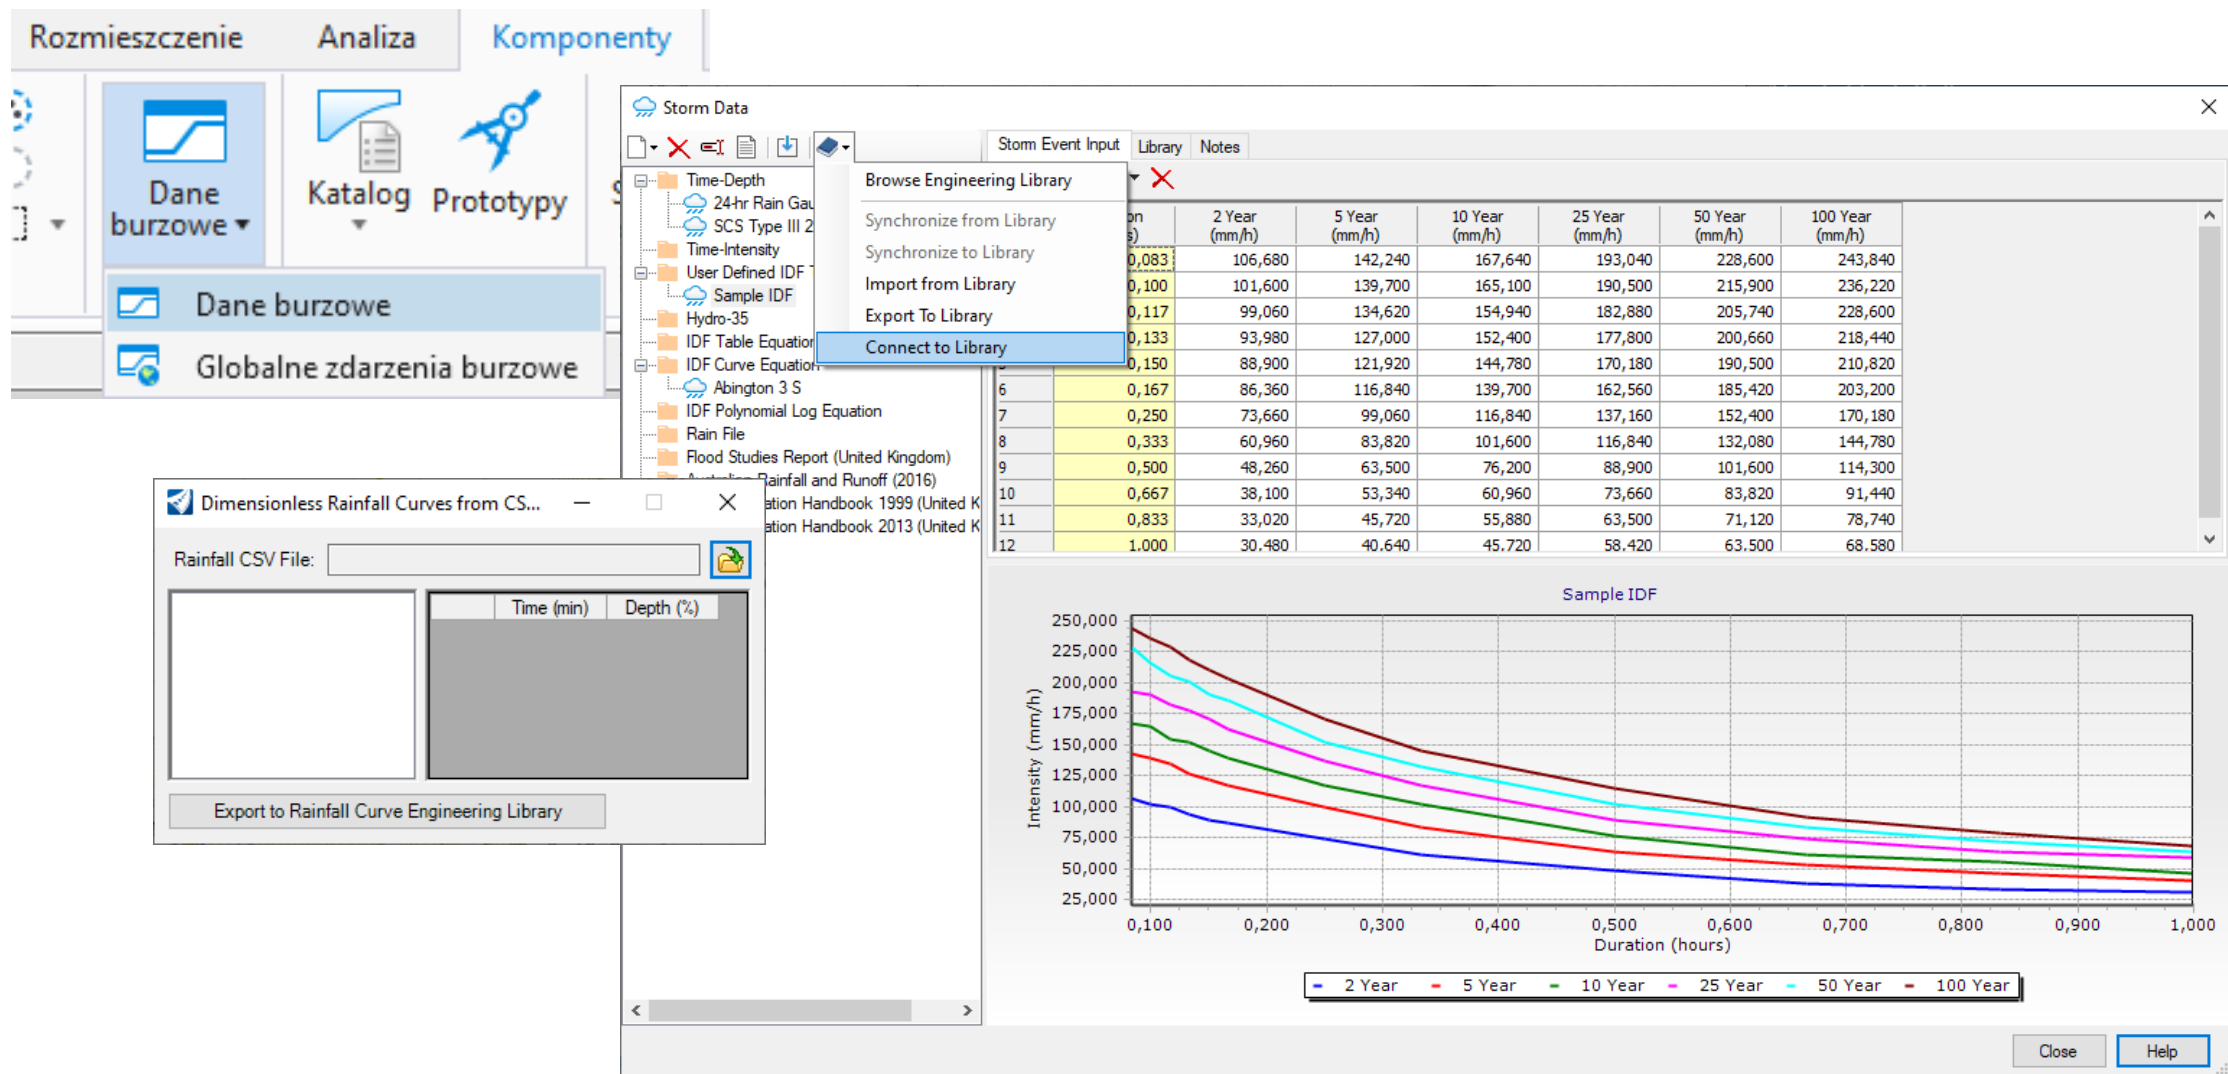 Rozmieszczenie Analiza Komponenty
Dane burzowe
Katalog
Prototypy
Dane burzowe
Globalne zdarzenia burzowe
Storm Data
Time-Depth
24-hr Rain Gau
SCS Type III 2
Time-Intensity
User Defined IDF
Sample IDF
Hydro-35
IDF Table Equation
IDF Curve Equation
Abington 3 S
IDF Polynomial Log Equation
Rain File
Flood Studies Report (United Kingdom)
Australian Rainfall and Runoff (2016)
ation Handbook 1999 (United K
ation Handbook 2013 (United K
Browse Engineering Library
Synchronize from Library
Synchronize to Library
Import from Library
Export To Library
Connect to Library
Storm Event Input Library Notes
on 2 Year 5 Year 10 Year 25 Year 50 Year 100 Year
s) (mm/h) (mm/h) (mm/h) (mm/h) (mm/h) (mm/h)
0,083 106,680 142,240 167,640 193,040 228,600 243,840
0,100 101,600 139,700 165,100 190,500 215,900 236,220
0,117 99,060 134,620 154,940 182,880 205,740 228,600
0,133 93,980 127,000 152,400 177,800 200,660 218,440
0,150 88,900 121,920 144,780 170,180 190,500 210,820
6 0,167 86,360 116,840 139,700 162,560 185,420 203,200
7 0,250 73,660 99,060 116,840 137,160 152,400 170,180
8 0,333 60,960 83,820 101,600 116,840 132,080 144,780
9 0,500 48,260 63,500 76,200 88,900 101,600 114,300
10 0,667 38,100 53,340 60,960 73,660 83,820 91,440
11 0,833 33,020 45,720 55,880 63,500 71,120 78,740
12 1,000 30,480 40,640 45,720 58,420 63,500 68,580
Dimensionless Rainfall Curves from CS...
Rainfall CSV File:
Time (min) Depth (%)
Export to Rainfall Curve Engineering Library
Sample IDF
Intensity (mm/h)
250,000
225,000
200,000
175,000
150,000
125,000
100,000
75,000
50,000
25,000
0,100 0,200 0,300 0,400 0,500 0,600 0,700 0,800 0,900 1,000
Duration (hours)
2 Year 5 Year 10 Year 25 Year 50 Year 100 Year
Close Help